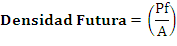 Densidad Futura = (Pf/A)